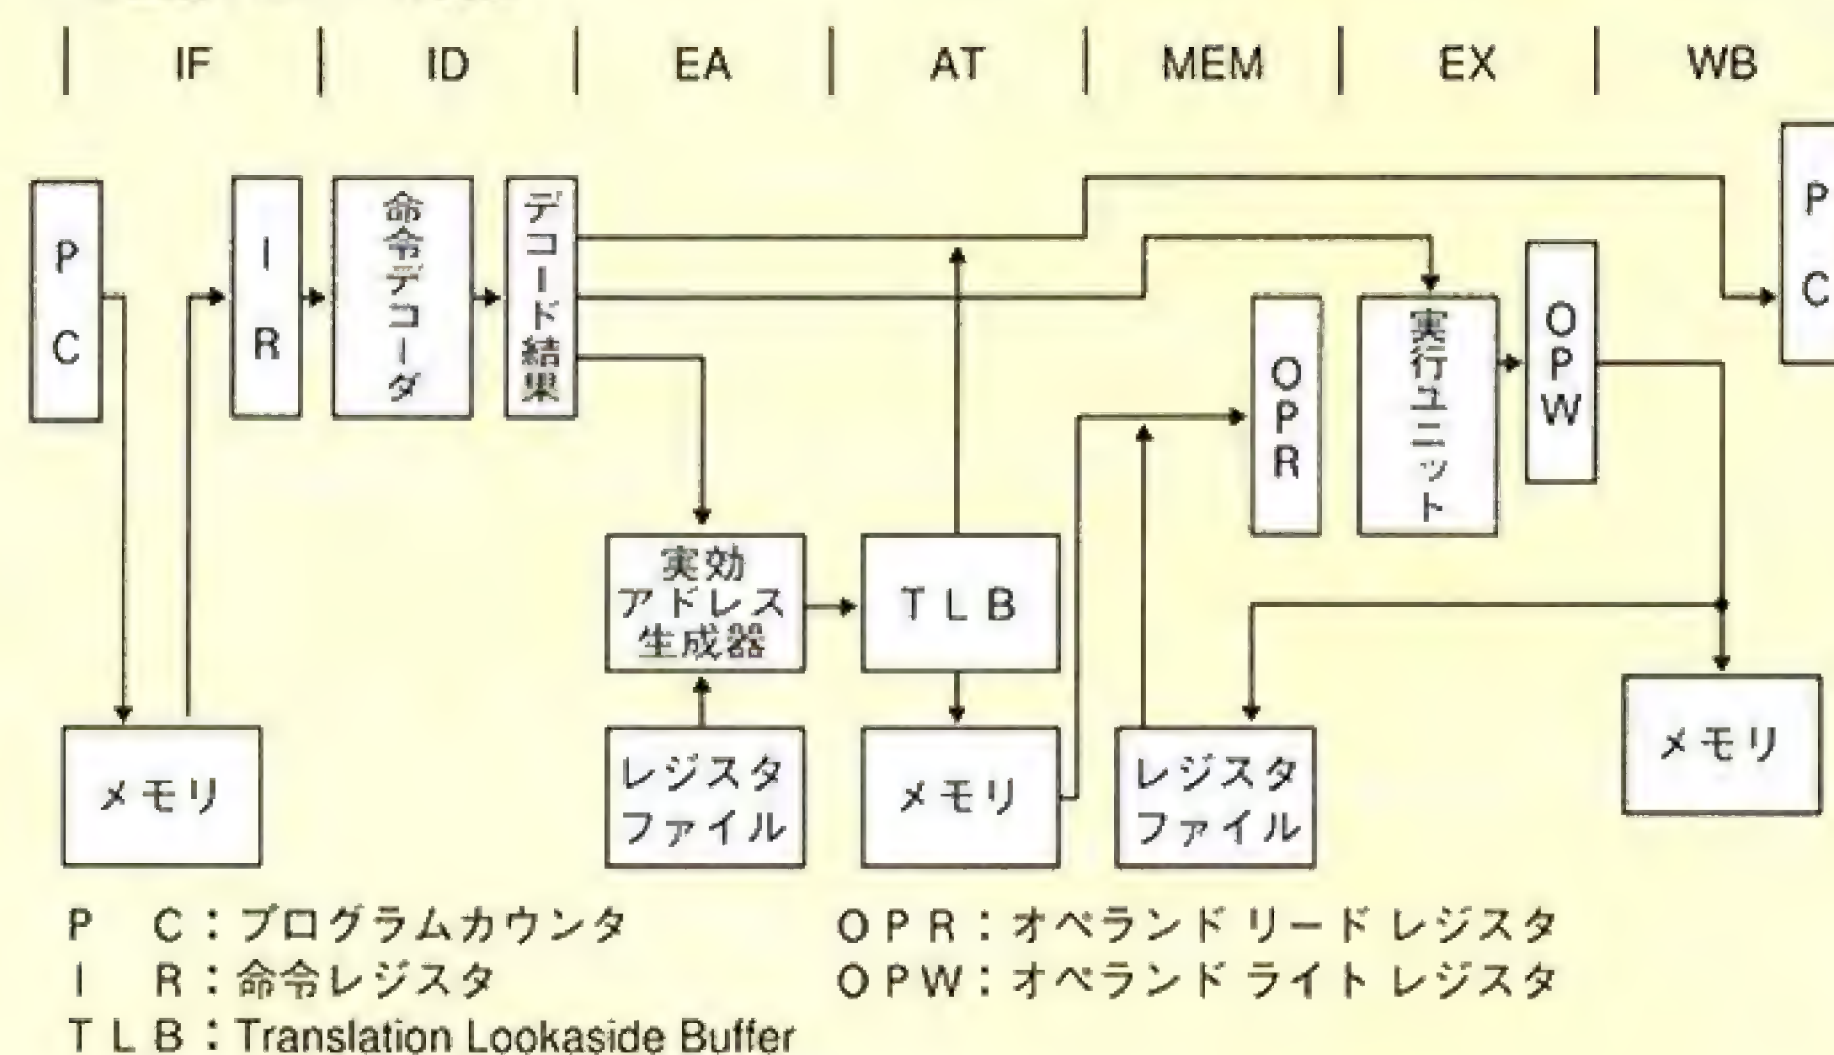 IF ID EA AT MEM EX WB
PC
IR
命令デコーダ
デコード結果
OPR
実行ユニット
OPW
PC
実効
アドレス
生成器
TLB
メモリ
レジスタ
ファイル
メモリ
レジスタ
ファイル
メモリ
P C：プログラムカウンタ
I R：命令レジスタ
TLB：Translation Lookaside Buffer
OPR：オペランド リード レジスタ
OPW：オペランド ライト レジスタ